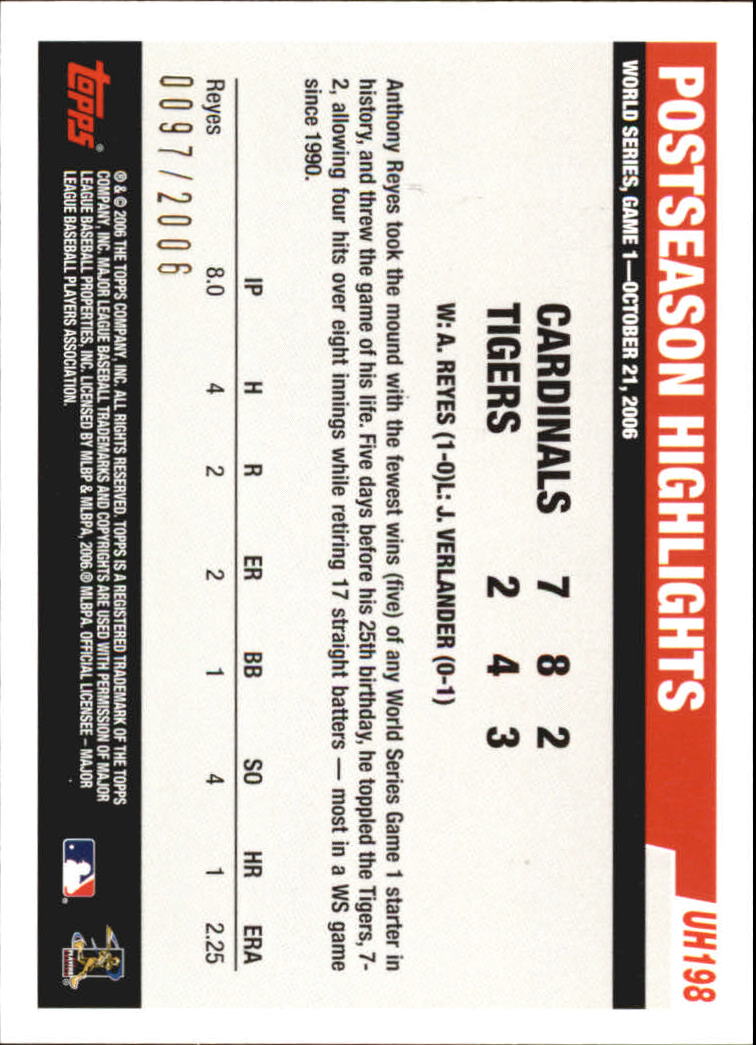 POSTSEASON HIGHLIGHTS
UH198
WORLD SERIES, GAME 1—OCTOBER 21, 2006
CARDINALS 7 8 2
TIGERS 2 4 3
W: A. REYES (1-0)L: J. VERLANDER (0-1)
Anthony Reyes took the mound with the fewest wins (five) of any World Series Game 1 starter in
history, and threw the game of his life. Five days before his 25th birthday, he toppled the Tigers, 7-
2, allowing four hits over eight innings while retiring 17 straight batters — most in a WS game
since 1990.
IP H R ER BB SO HR ERA
Reyes 8.0 4 2 2 1 4 1 2.25
0097/2006
topps®
® & © 2006 THE TOPPS COMPANY, INC. ALL RIGHTS RESERVED. TOPPS IS A REGISTERED TRADEMARK OF THE TOPPS
COMPANY, INC. MAJOR LEAGUE BASEBALL TRADEMARKS AND COPYRIGHTS ARE USED WITH PERMISSION OF MAJOR
LEAGUE BASEBALL PROPERTIES, INC. LICENSED BY MLBP & MLBPA, 2006.® MLBPA. OFFICIAL LICENSEE – MAJOR
LEAGUE BASEBALL PLAYERS ASSOCIATION.